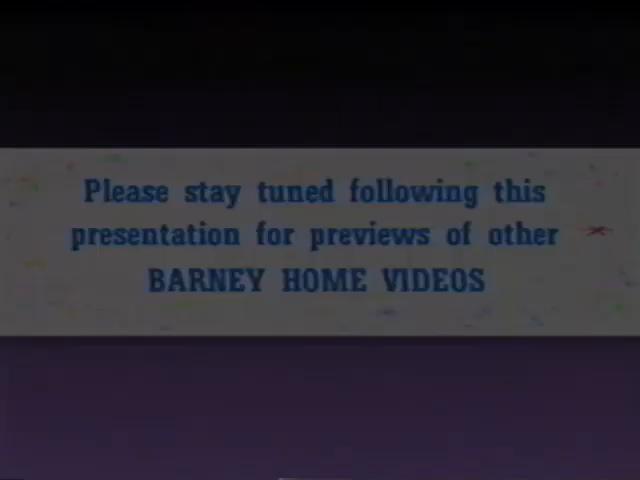 Please stay tuned following this
presentation for previews of other
BARNEY HOME VIDEOS